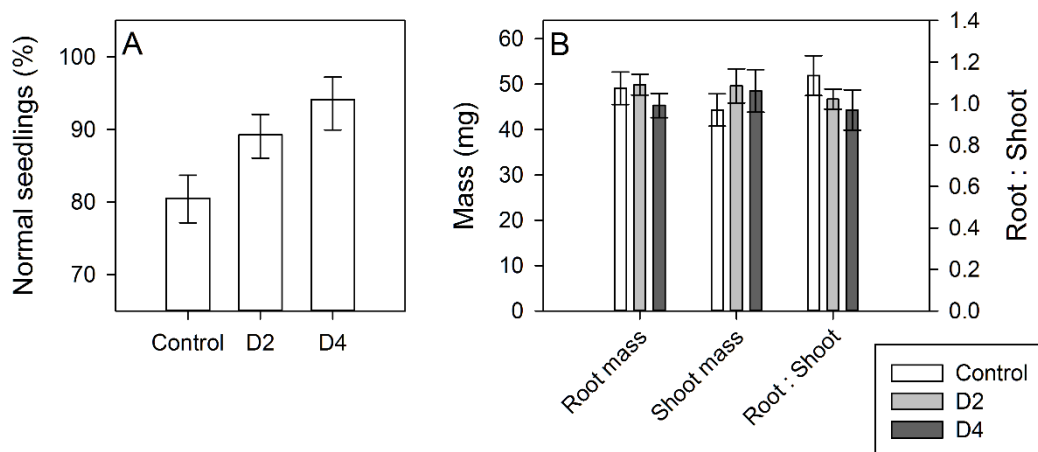 A
Normal seedlings (%)
100
90
80
70
Control D2 D4
B
Mass (mg)
60
50
40
30
20
10
0
1.4
1.2
1.0
0.8
0.6
0.4
0.2
0.0
Root : Shoot
Root mass
Shoot mass
Root : Shoot
Control
D2
D4